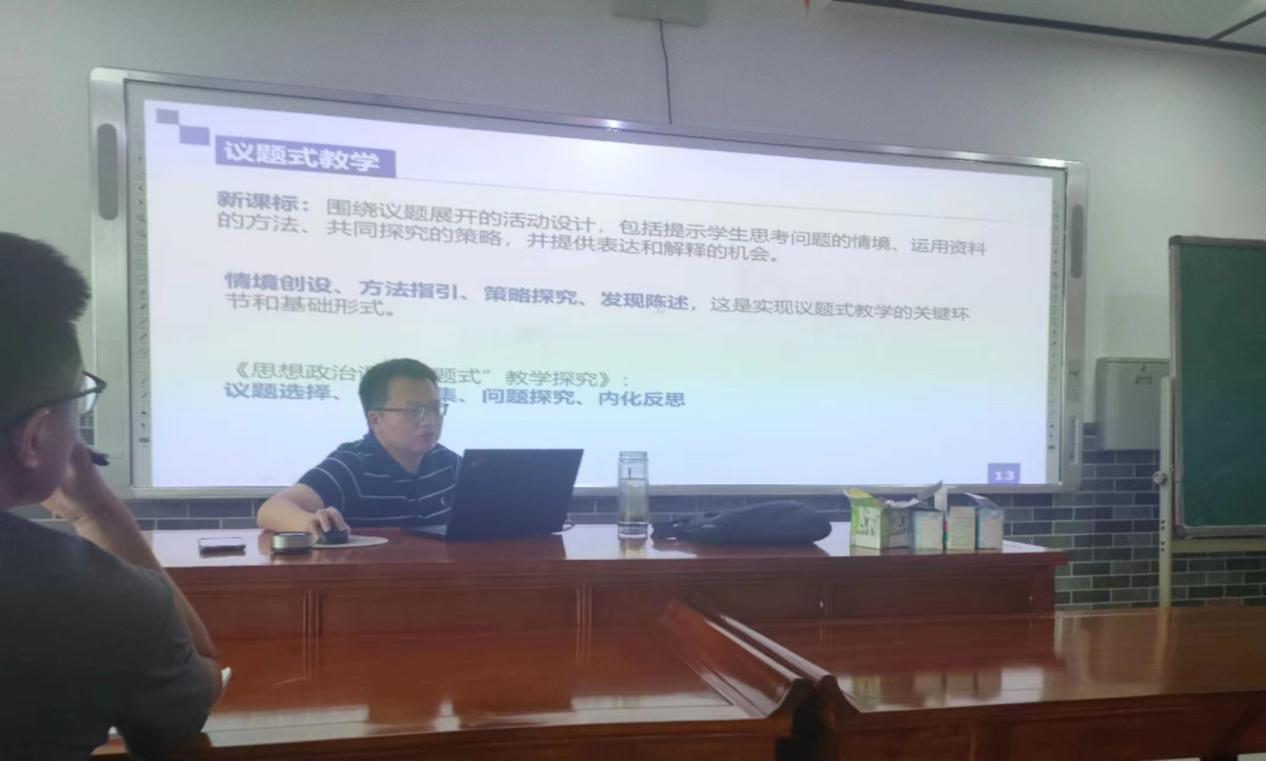 议题式教学
新课标：围绕议题展开的活动设计，包括提示学生思考问题的情境、运用资料
的方法、共同探究的策略，并提供表达和解释的机会。
情境创设、方法指引、策略探究、发现陈述，这是实现议题式教学的关键环
节和基础形式。
《思想政治 题式”教学探究》：
议题选择、 集、问题探究、内化反思
13